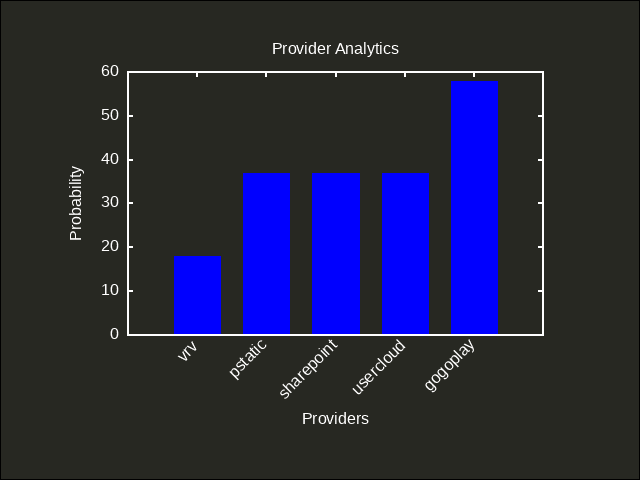 Provider Analytics
60
50
40
30
20
10
0
Probability
vrv
pstatic
sharepoint
usercloud
gogoplay
Providers